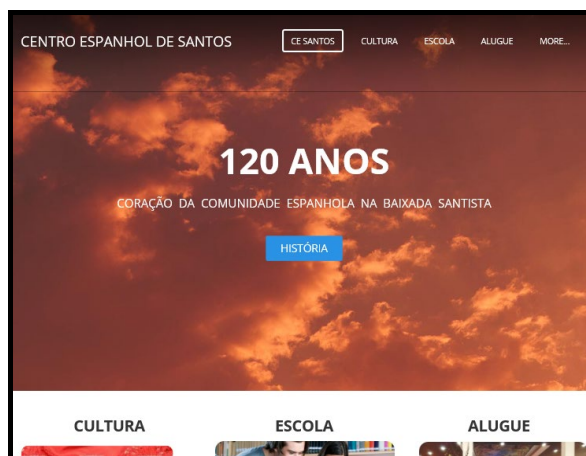 CENTRO ESPANHOL DE SANTOS
CE SANTOS CULTURA ESCOLA ALUGUE MORE...
120 ANOS
CORAÇÃO DA COMUNIDADE ESPANHOLA NA BAIXADA SANTISTA
HISTÓRIA
CULTURA ESCOLA ALUGUE